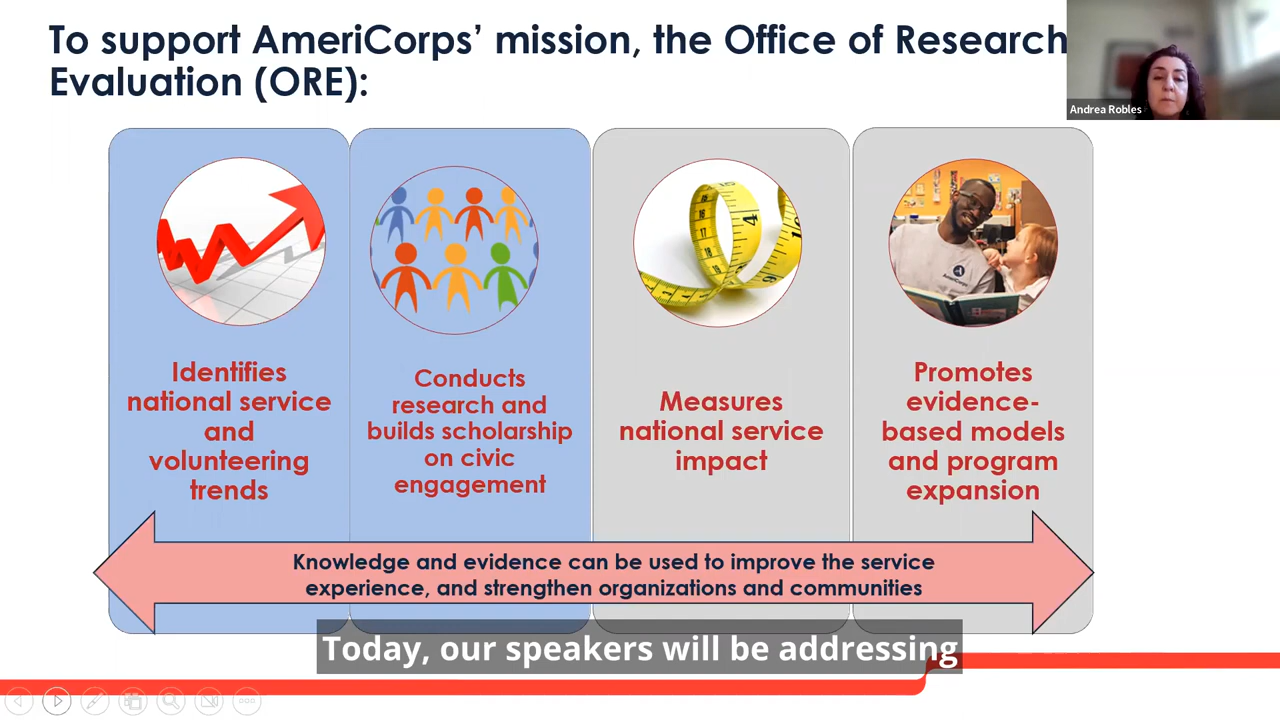 To support AmeriCorps’ mission, the Office of Research
Evaluation (ORE):
Andrea Robles
Identifies
national service
and
volunteering
trends
Conducts
research and
builds scholarship
on civic
engagement
Measures
national service
impact
AmeriCorps
Promotes
evidence-
based models
and program
expansion
Knowledge and evidence can be used to improve the service
experience, and strengthen organizations and communities
Today, our speakers will be addressing